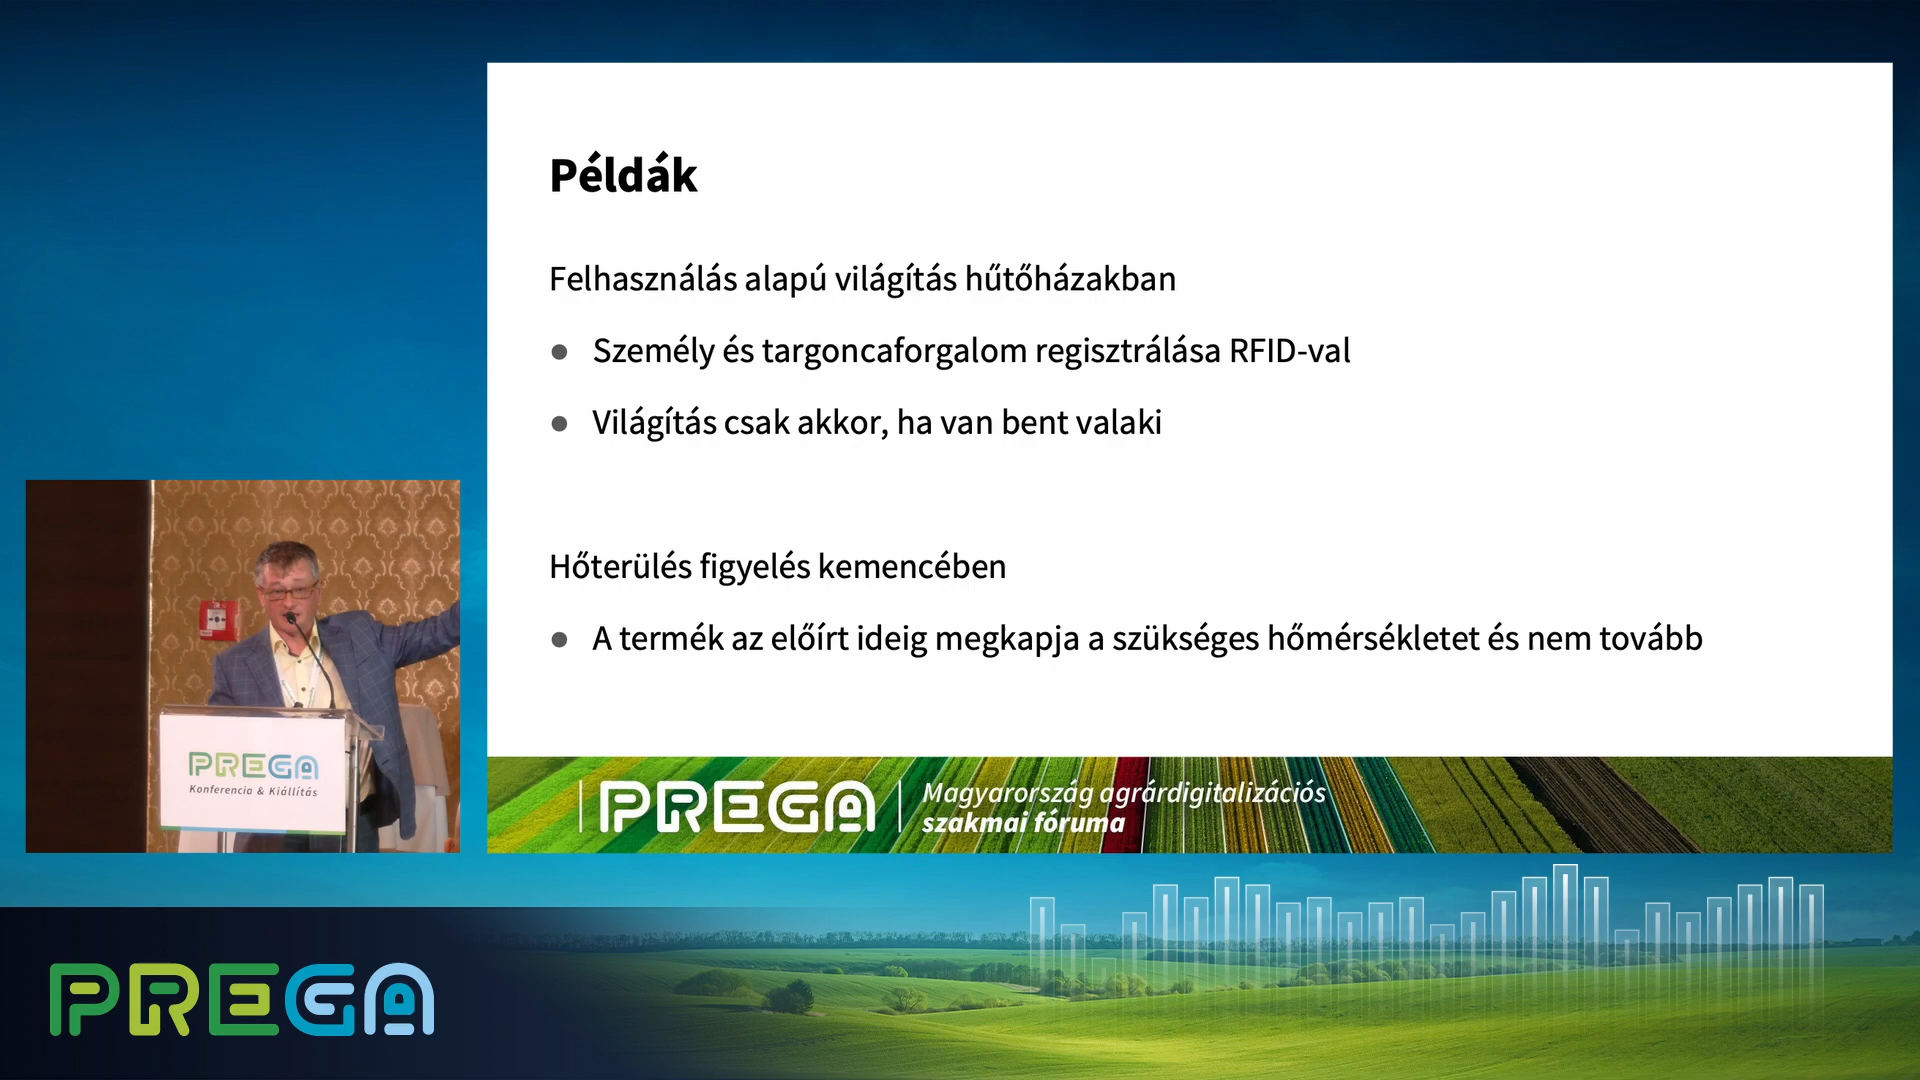 Példák
Felhasználás alapú világítás hűtőházakban
● Személy és targoncaforgalom regisztrálása RFID-val
● Világítás csak akkor, ha van bent valaki
Hőterülés figyelés kemencében
● A termék az előírt ideig megkapja a szükséges hőmérsékletet és nem tovább
PREGA
Magyarország agrárdigitalizációs
szakmai fóruma
PREGA
Konferencia & Kiállítás
PREGA